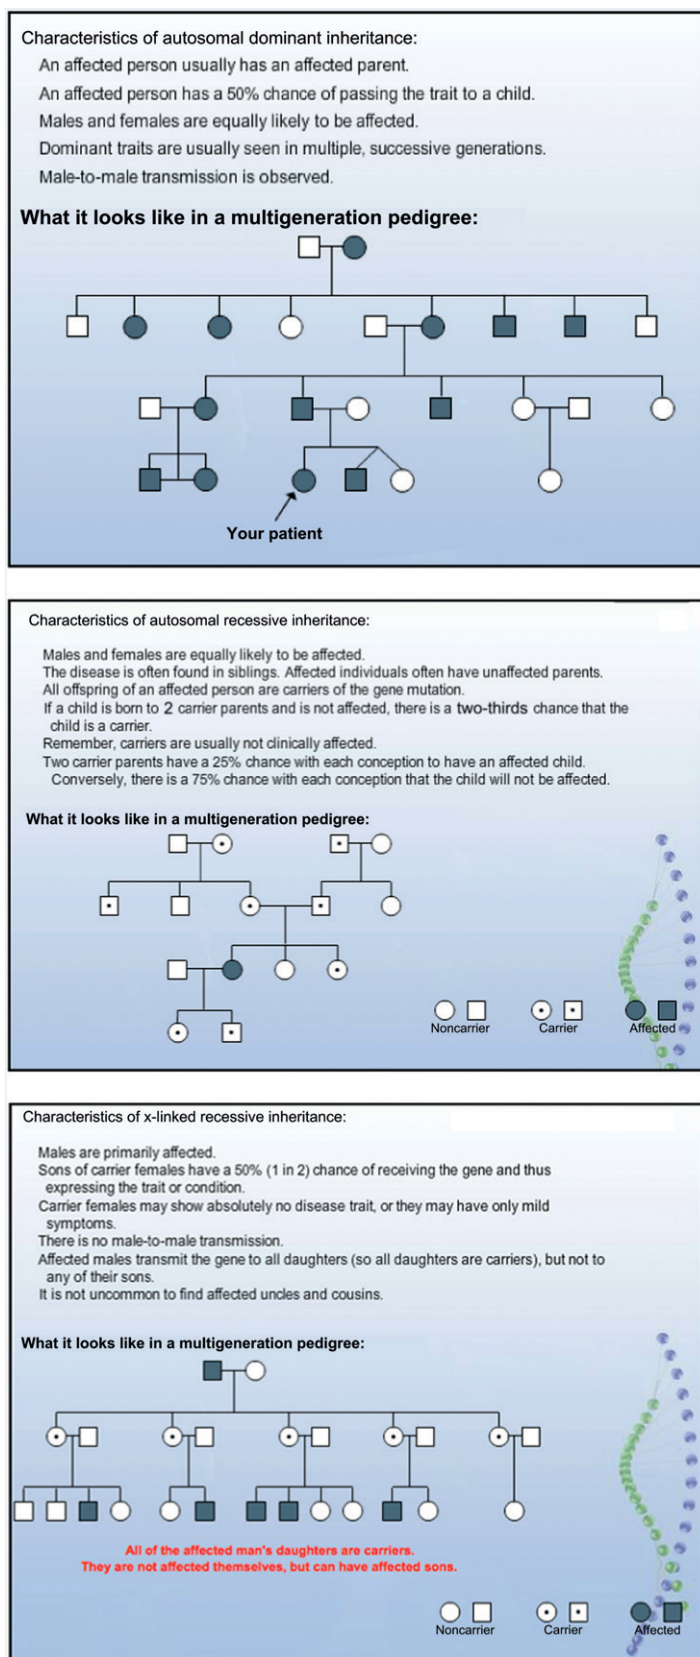 Characteristics of autosomal dominant inheritance:
An affected person usually has an affected parent.
An affected person has a 50% chance of passing the trait to a child.
Males and females are equally likely to be affected.
Dominant traits are usually seen in multiple, successive generations.
Male-to-male transmission is observed.
What it looks like in a multigeneration pedigree:
Your patient
Characteristics of autosomal recessive inheritance:
Males and females are equally likely to be affected.
The disease is often found in siblings. Affected individuals often have unaffected parents.
All offspring of an affected person are carriers of the gene mutation.
If a child is born to 2 carrier parents and is not affected, there is a two-thirds chance that the
child is a carrier.
Remember, carriers are usually not clinically affected.
Two carrier parents have a 25% chance with each conception to have an affected child.
Conversely, there is a 75% chance with each conception that the child will not be affected.
What it looks like in a multigeneration pedigree:
Noncarrier Carrier Affected
Characteristics of x-linked recessive inheritance:
Males are primarily affected.
Sons of carrier females have a 50% (1 in 2) chance of receiving the gene and thus
expressing the trait or condition.
Carrier females may show absolutely no disease trait, or they may have only mild
symptoms.
There is no male-to-male transmission.
Affected males transmit the gene to all daughters (so all daughters are carriers), but not to
any of their sons.
It is not uncommon to find affected uncles and cousins.
What it looks like in a multigeneration pedigree:
All of the affected man's daughters are carriers.
They are not affected themselves, but can have affected sons.
Noncarrier Carrier Affected